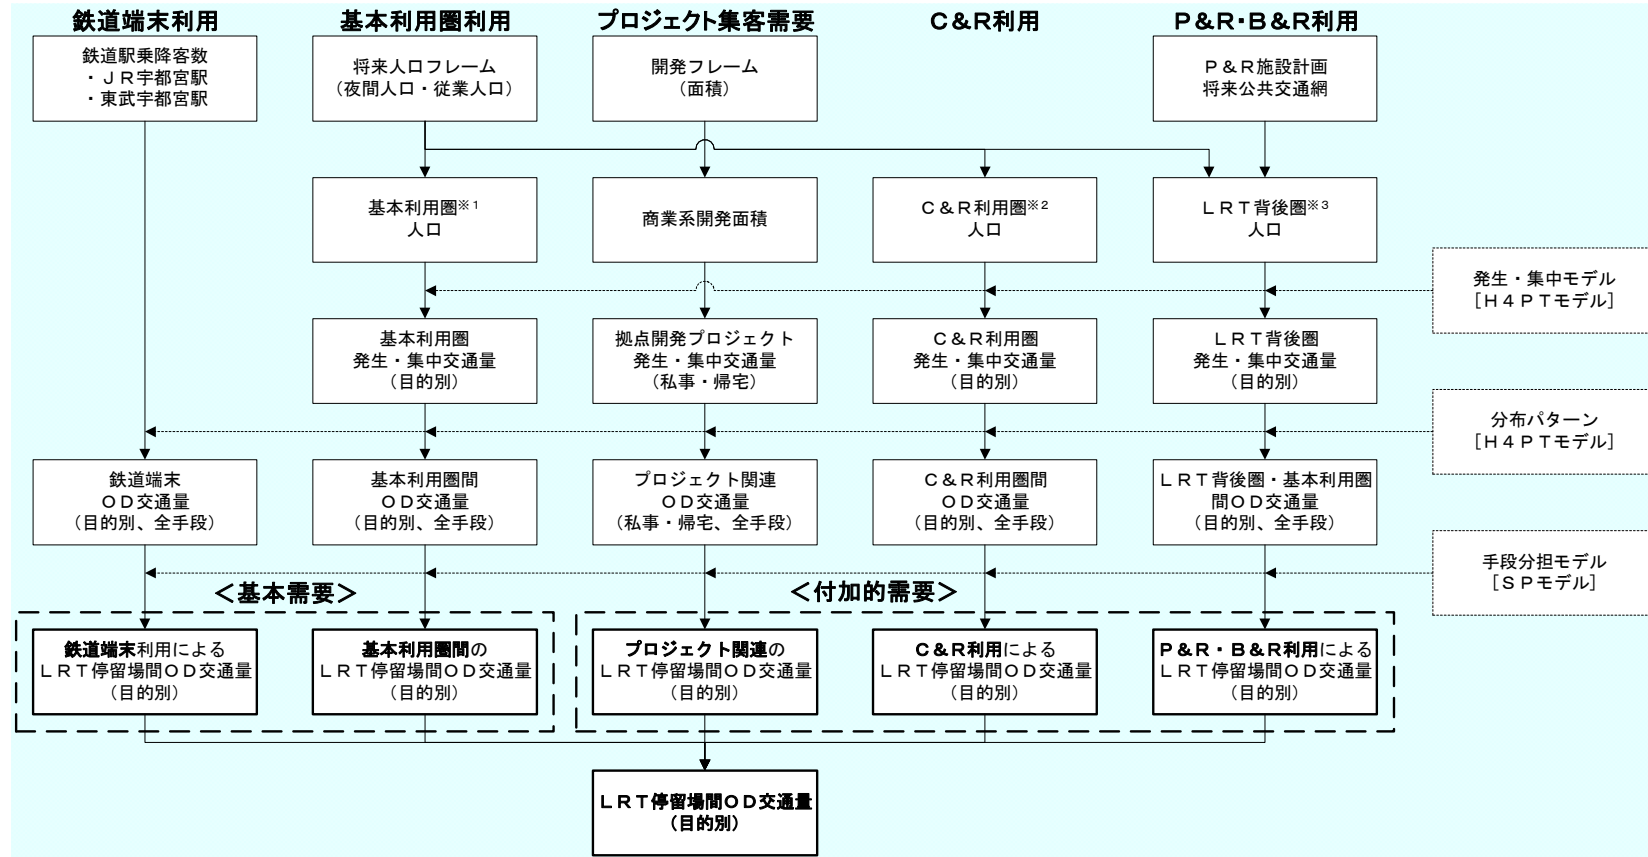 鉄道端末利用
基本利用圏利用
プロジェクト集客需要
C&R利用
P&R・B&R利用
鉄道駅乗降客数
・JR宇都宮駅
・東武宇都宮駅
将来人口フレーム
(夜間人口・従業人口)
開発フレーム
(面積)
P&R施設計画
将来公共交通網
基本利用圏※1
人口
商業系開発面積
C&R利用圏※2
人口
LRT背後圏※3
人口
発生・集中モデル
[H4PTモデル]
基本利用圏
発生・集中交通量
(目的別)
拠点開発プロジェクト
発生・集中交通量
(私事・帰宅)
C&R利用圏
発生・集中交通量
(目的別)
LRT背後圏
発生・集中交通量
(目的別)
分布パターン
[H4PTモデル]
鉄道端末
OD交通量
(目的別、全手段)
基本利用圏間
OD交通量
(目的別、全手段)
プロジェクト関連
OD交通量
(私事・帰宅、全手段)
C&R利用圏間
OD交通量
(目的別、全手段)
LRT背後圏・基本利用圏
間OD交通量
(目的別、全手段)
手段分担モデル
[SPモデル]
<基本需要>
<付加的需要>
鉄道端末利用による
LRT停留場間OD交通量
(目的別)
基本利用圏間の
LRT停留場間OD交通量
(目的別)
プロジェクト関連の
LRT停留場間OD交通量
(目的別)
C&R利用による
LRT停留場間OD交通量
(目的別)
P&R・B&R利用による
LRT停留場間OD交通量
(目的別)
LRT停留場間OD交通量
(目的別)